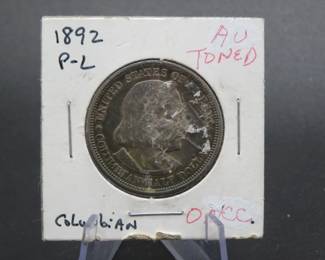 1892
AU
P-L
TONED
UNITED STATES OF AMERICA
COLUMBIAN HALF DOLLAR
Columbian